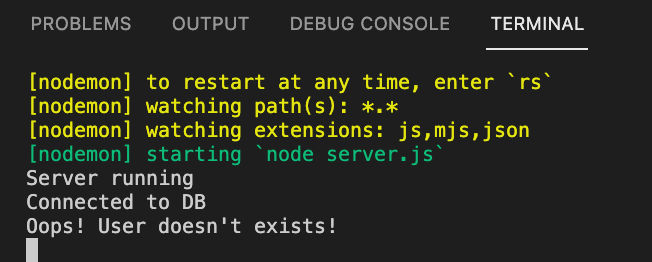 PROBLEMS OUTPUT DEBUG CONSOLE TERMINAL
[nodemon] to restart at any time, enter `rs`
[nodemon] watching path(s): *.*
[nodemon] watching extensions: js,mjs,json
[nodemon] starting `node server.js`
Server running
Connected to DB
Oops! User doesn't exists!